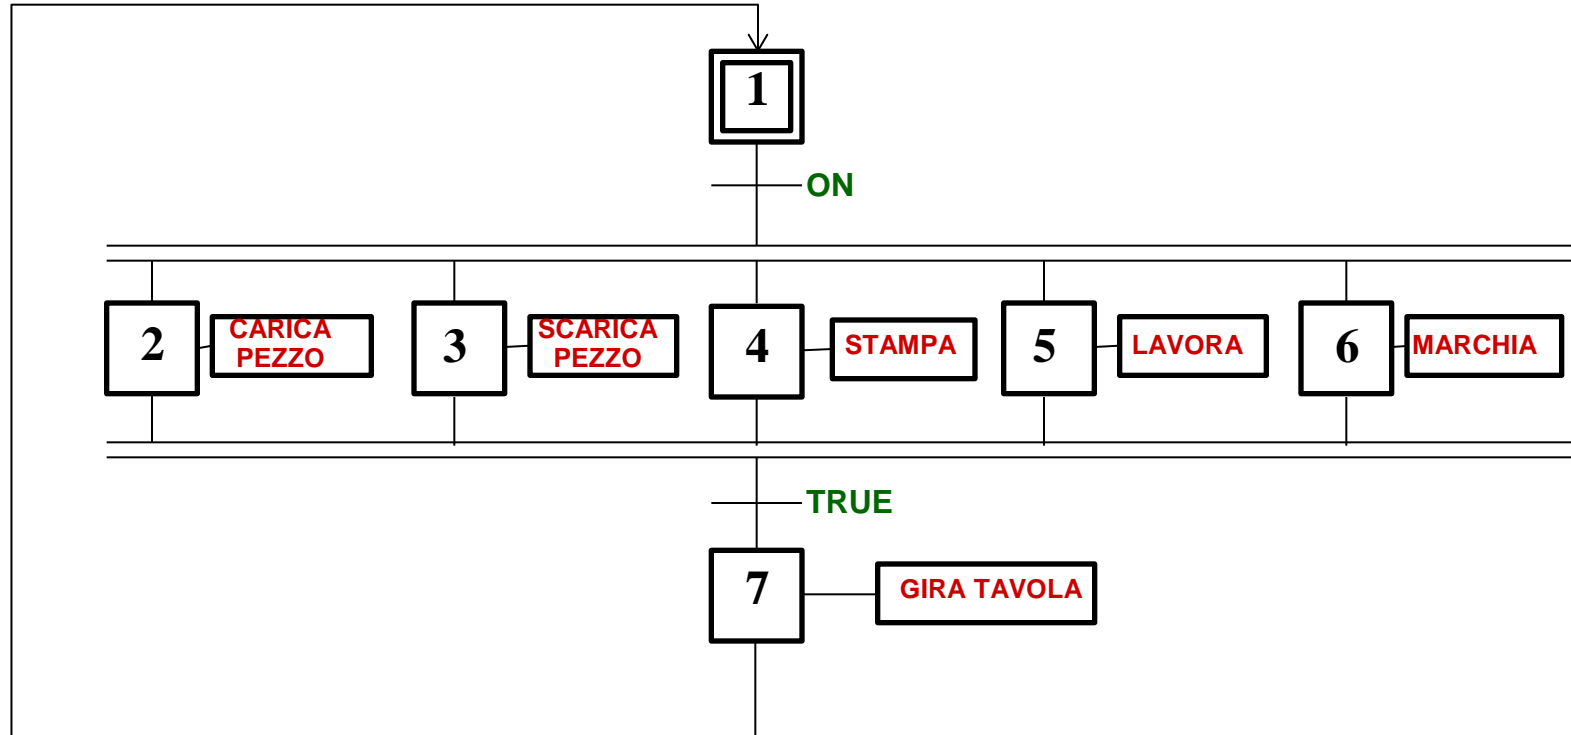 1
ON
2
CARICA
PEZZO
3
SCARICA
PEZZO
4
STAMPA
5
LAVORA
6
MARCHIA
TRUE
7
GIRA TAVOLA